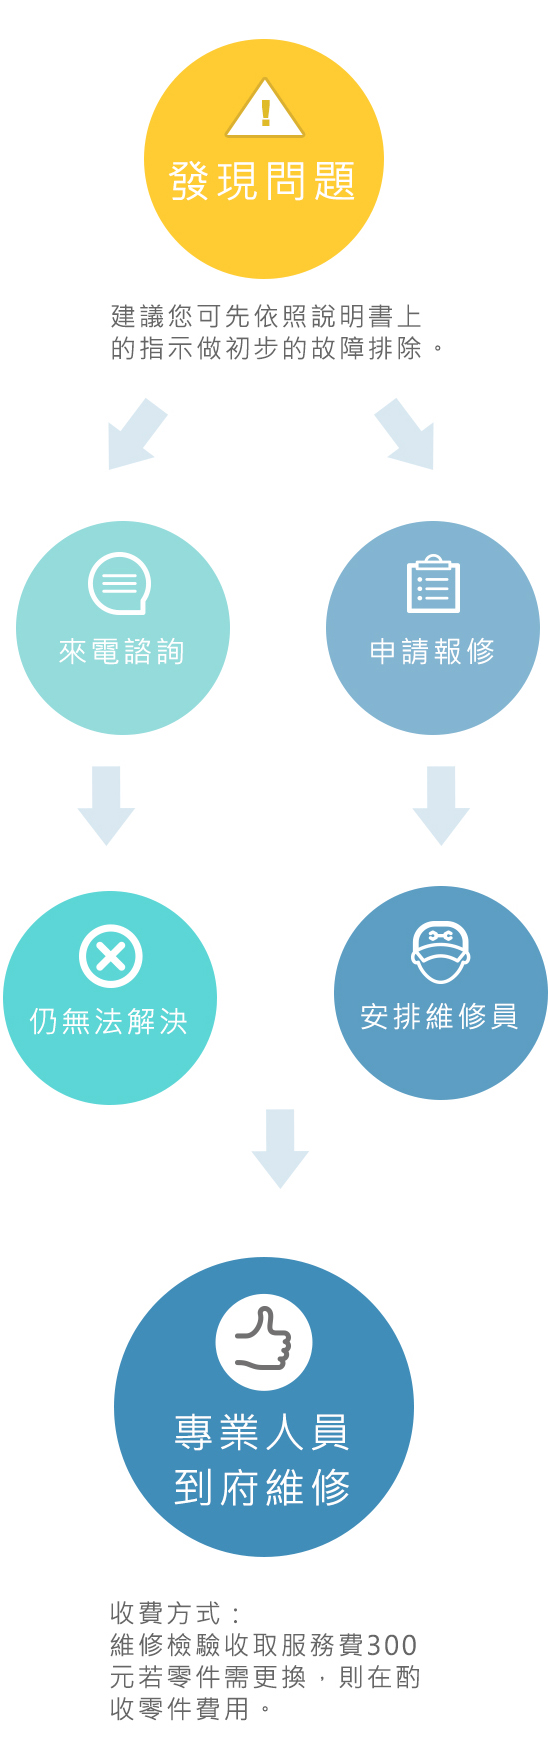 發現問題
建議您可先依照說明書上
的指示做初步的故障排除。
來電諮詢
申請報修
仍無法解決
安排維修員
專業人員
到府維修
收費方式：
維修檢驗收取服務費300
元若零件需更換，則在酌
收零件費用。